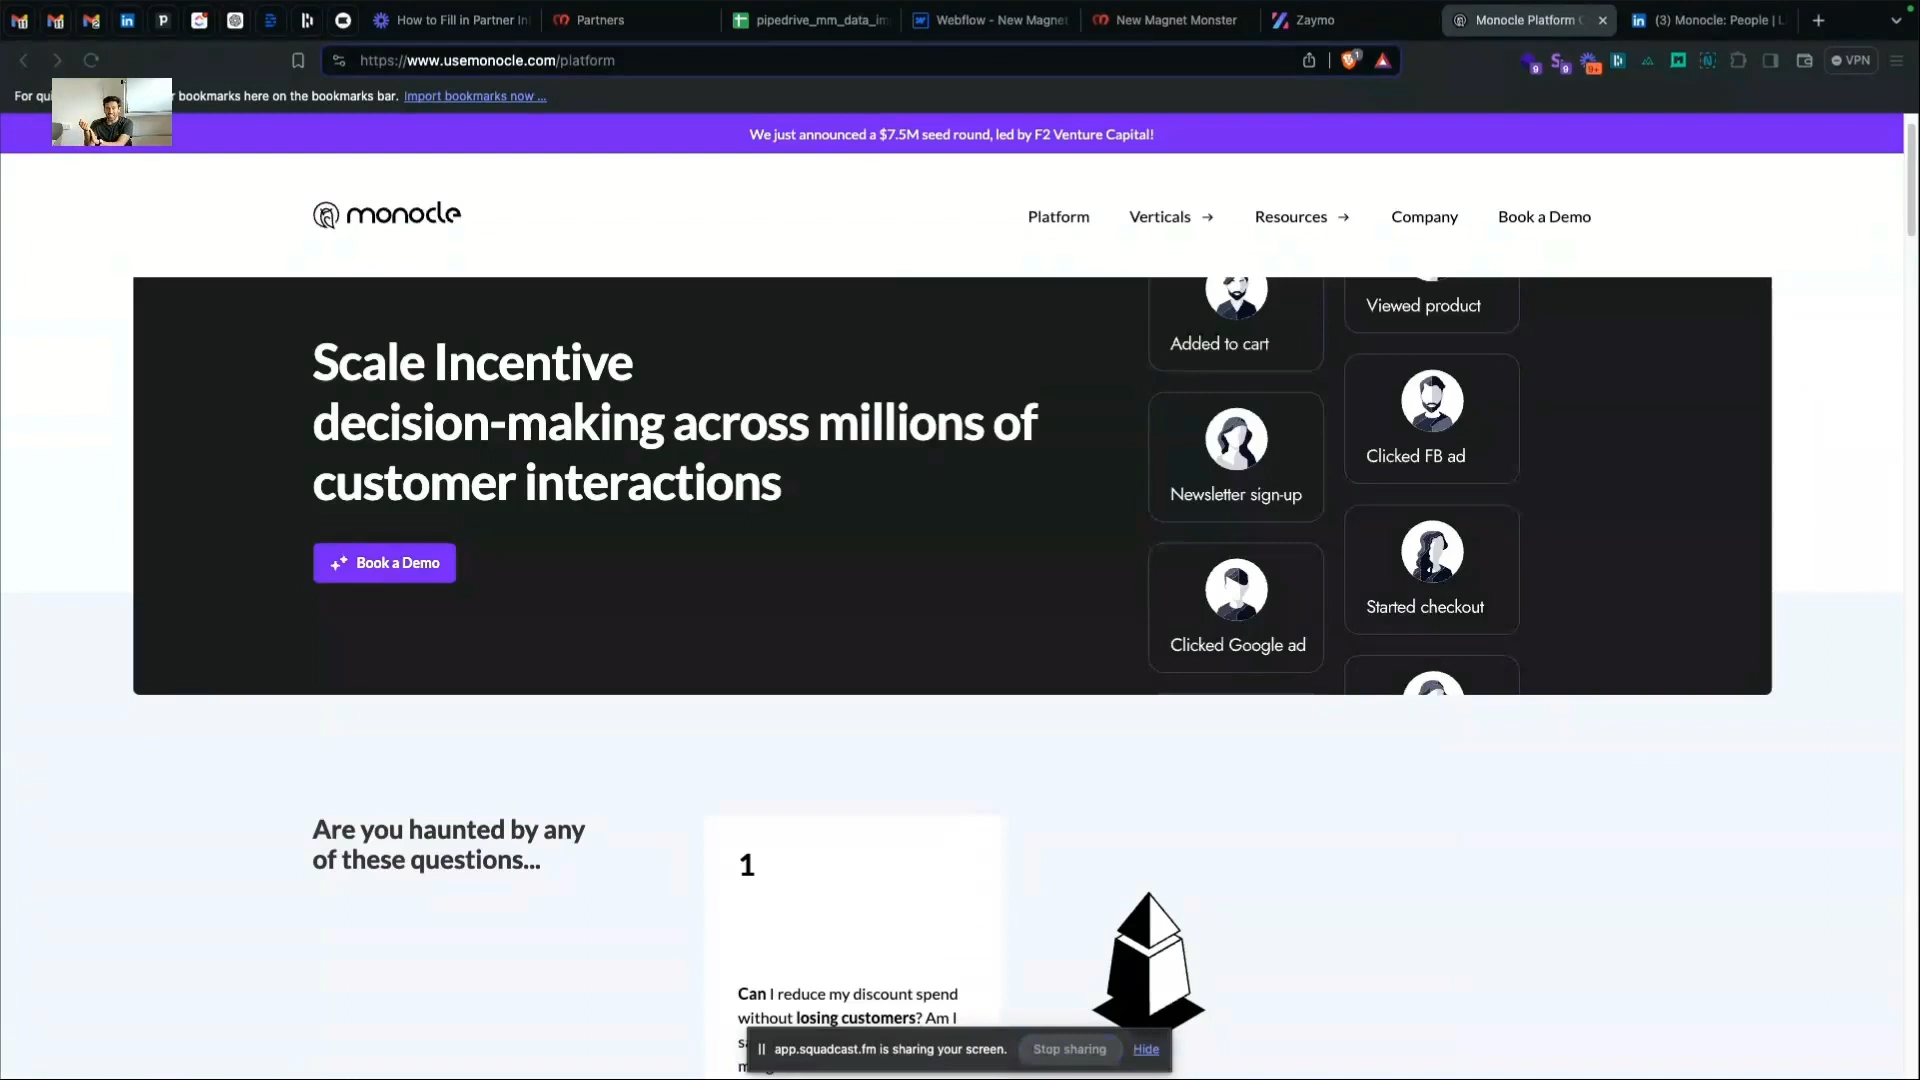 How to Fill in Partner In
Partners
pipedrive_mm_data_im
Webflow - New Magnet
New Magnet Monster
Zaymo
Monocle Platform
(3) Monocle: People | L
https://www.usemonocle.com/platform
VPN
For qui
r bookmarks here on the bookmarks bar. Import bookmarks now ...
We just announced a $7.5M seed round, led by F2 Venture Capital!
monocle
Platform
Verticals →
Resources →
Company
Book a Demo
Scale Incentive
decision-making across millions of
customer interactions
Book a Demo
Added to cart
Newsletter sign-up
Clicked Google ad
Viewed product
Clicked FB ad
Started checkout
Are you haunted by any
of these questions...
1
Can I reduce my discount spend
without losing customers? Am I
app.squadcast.fm is sharing your screen.
Stop sharing
Hide